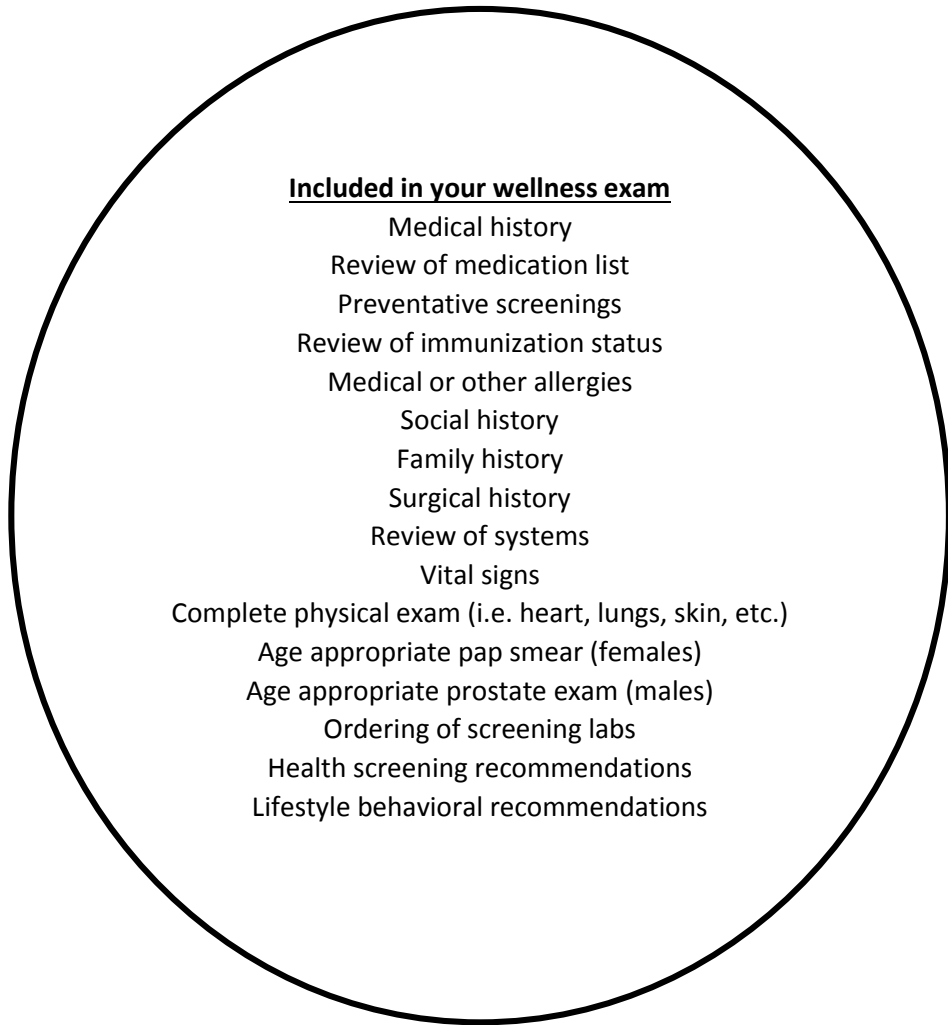 Included in your wellness exam
Medical history
Review of medication list
Preventative screenings
Review of immunization status
Medical or other allergies
Social history
Family history
Surgical history
Review of systems
Vital signs
Complete physical exam (i.e. heart, lungs, skin, etc.)
Age appropriate pap smear (females)
Age appropriate prostate exam (males)
Ordering of screening labs
Health screening recommendations
Lifestyle behavioral recommendations